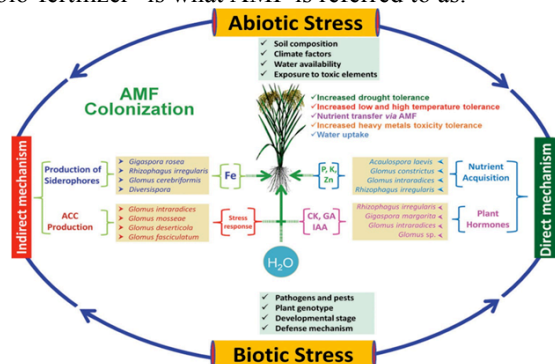 bio-fertilizer" is what AMF is referred to as.
Abiotic Stress
✓ Soil composition
✓ Climate factors
✓ Water availability
✓ Exposure to toxic elements
AMF
Colonization
✓Increased drought tolerance
✓Increased low and high temperature tolerance
✓Nutrient transfer via AMF
✓Increased heavy metals toxicity tolerance
✓Water uptake
Indirect mechanism
Production of
Siderophores
➤ Gigaspora rosea
➤ Rhizophagus irregularis
➤ Glomus cerebriformis
➤ Diversispora
Fe
P, K,
Zn
Acaulospora laevis
Glomus constrictus
Glomus intraradices
Rhizophagus irregularis
Nutrient
Acquisition
Direct mechanism
ACC
Production
➤ Glomus intraradices
➤ Glomus mosseae
➤ Glomus deserticola
➤ Glomus fasciculatum
Stress
response
CK, GA
IAA
Rhizophagus irregularis
Gigaspora margarita
Glomus intraradices
Glomus sp.
Plant
Hormones
H₂O
✓ Pathogens and pests
✓ Plant genotype
✓ Developmental stage
✓ Defense mechanism
Biotic Stress